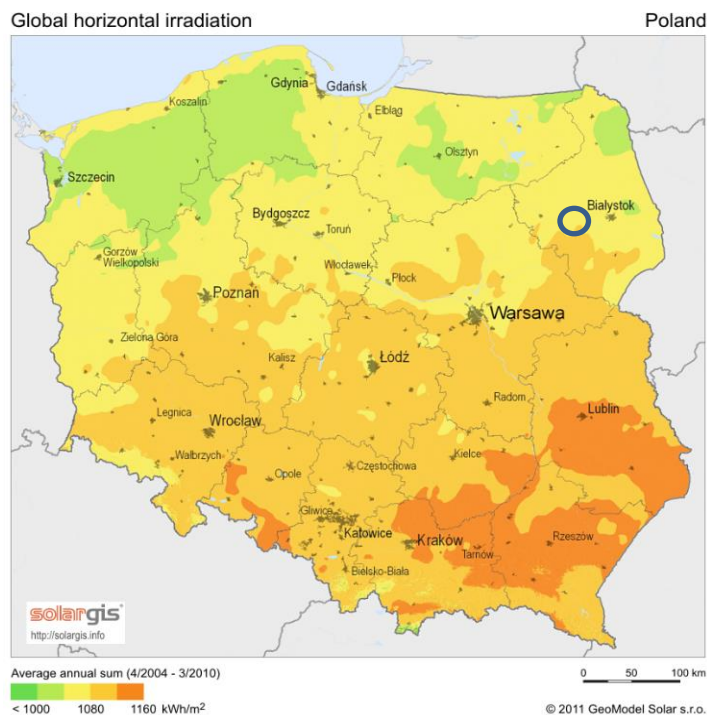 Global horizontal irradiation
Poland
Gdynia
Gdańsk
Koszalin
Elbląg
Olsztyn
Szczecin
Białystok
Bydgoszcz
Toruń
Gorzów
Wielkopolski
Włocławek
Płock
Poznań
Warsawa
Zielona Góra
Kalisz
Łódź
Radom
Legnica
Wrocław
Lublin
Wałbrzych
Opole
Częstochowa
Kielce
Gliwice
Katowice
Kraków
Tarnów
Rzeszów
Bielsko-Biała
solargis®
http://solargis.info
Average annual sum (4/2004 - 3/2010)
0 50 100 km
< 1000 1080 1160 kWh/m²
© 2011 GeoModel Solar s.r.o.